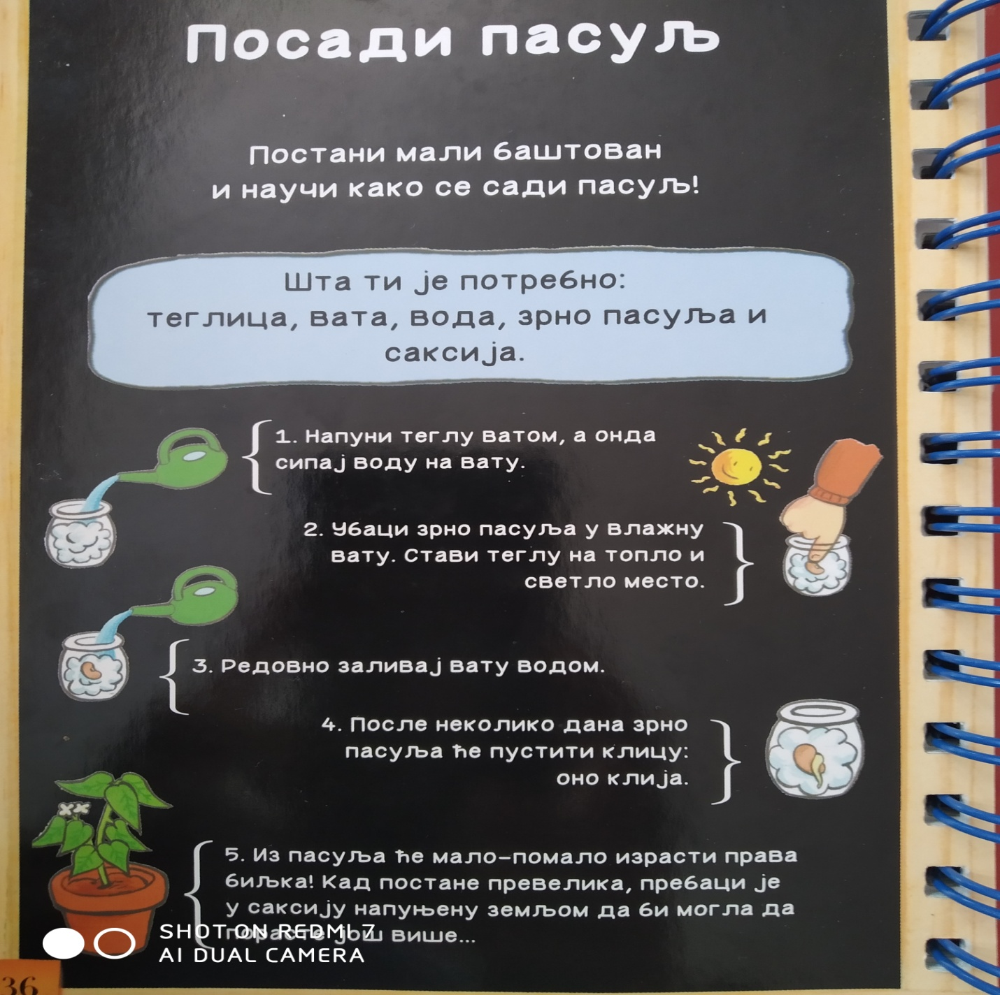 Посади пасуљ
Постани мали баштован
и научи како се сади пасуљ!
Шта ти је потребно:
теглица, вата, вода, зрно пасуља и
саксија.
1. Напуни теглу ватом, а онда
сипај воду на вату.
2. Убаци зрно пасуља у влажну
вату. Стави теглу на топло и
светло место.
3. Редовно заливај вату водом.
4. После неколико дана зрно
пасуља ће пустити клицу:
оно клија.
5. Из пасуља ће мало-помало израсти права
биљка! Кад постане превелика, пребаци је
у саксију напуњену земљом да би могла да
порасте још више...
SHOT ON REDMI 7
AI DUAL CAMERA
36